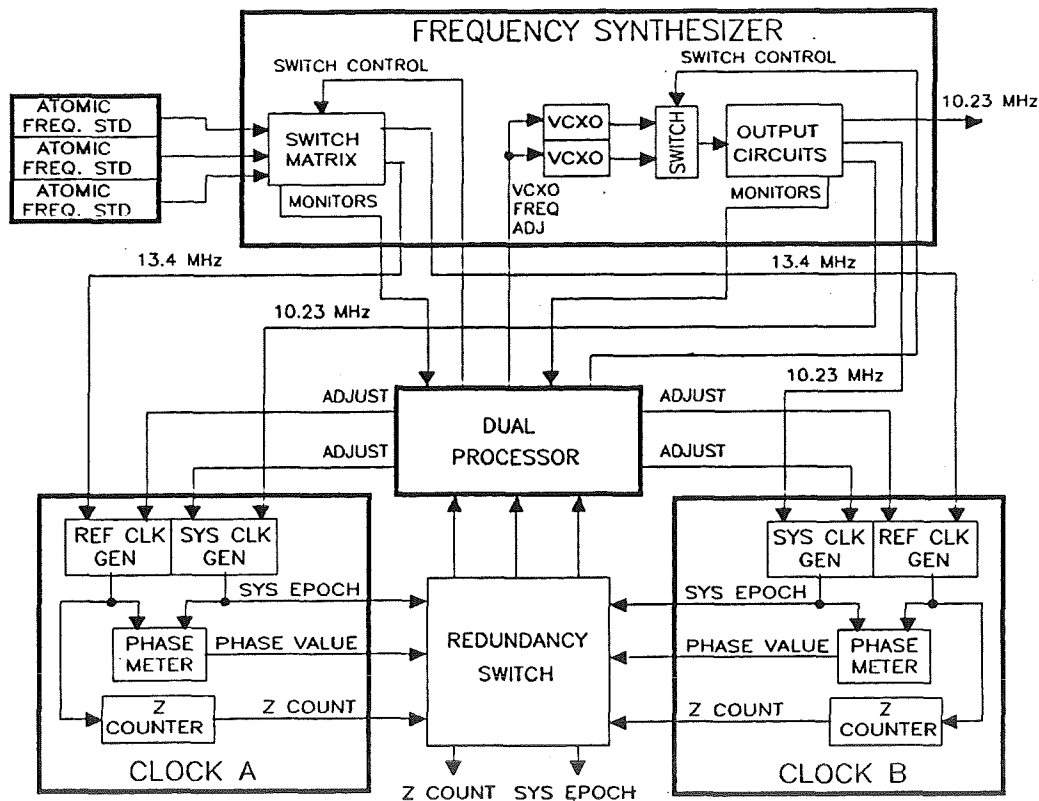 FREQUENCY SYNTHESIZER
SWITCH CONTROL
SWITCH CONTROL
ATOMIC
FREQ. STD
ATOMIC
FREQ. STD
ATOMIC
FREQ. STD
SWITCH
MATRIX
MONITORS
VCXO
VCXO
VCXO
FREQ
ADJ
SWITCH
OUTPUT
CIRCUITS
MONITORS
10.23 MHz
13.4 MHz
13.4 MHz
10.23 MHz
10.23 MHz
ADJUST
ADJUST
DUAL
PROCESSOR
ADJUST
ADJUST
REF CLK
GEN
SYS CLK
GEN
SYS EPOCH
PHASE
METER
PHASE VALUE
Z
COUNTER
Z COUNT
CLOCK A
REDUNDANCY
SWITCH
Z COUNT
SYS EPOCH
SYS CLK
GEN
REF CLK
GEN
SYS EPOCH
PHASE VALUE
PHASE
METER
Z COUNT
Z
COUNTER
CLOCK B